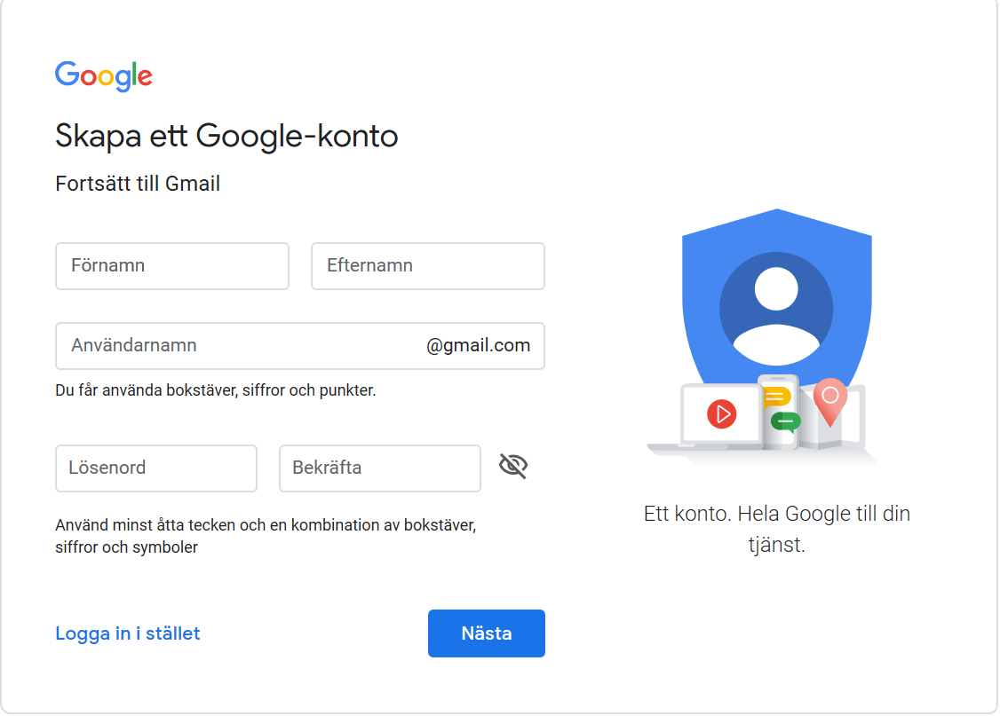 Google
Skapa ett Google-konto
Fortsätt till Gmail
Förnamn
Efternamn
Användarnamn
@gmail.com
Du får använda bokstäver, siffror och punkter.
Lösenord
Bekräfta
Använd minst åtta tecken och en kombination av bokstäver,
siffror och symboler
Logga in i stället
Nästa
Ett konto. Hela Google till din
tjänst.